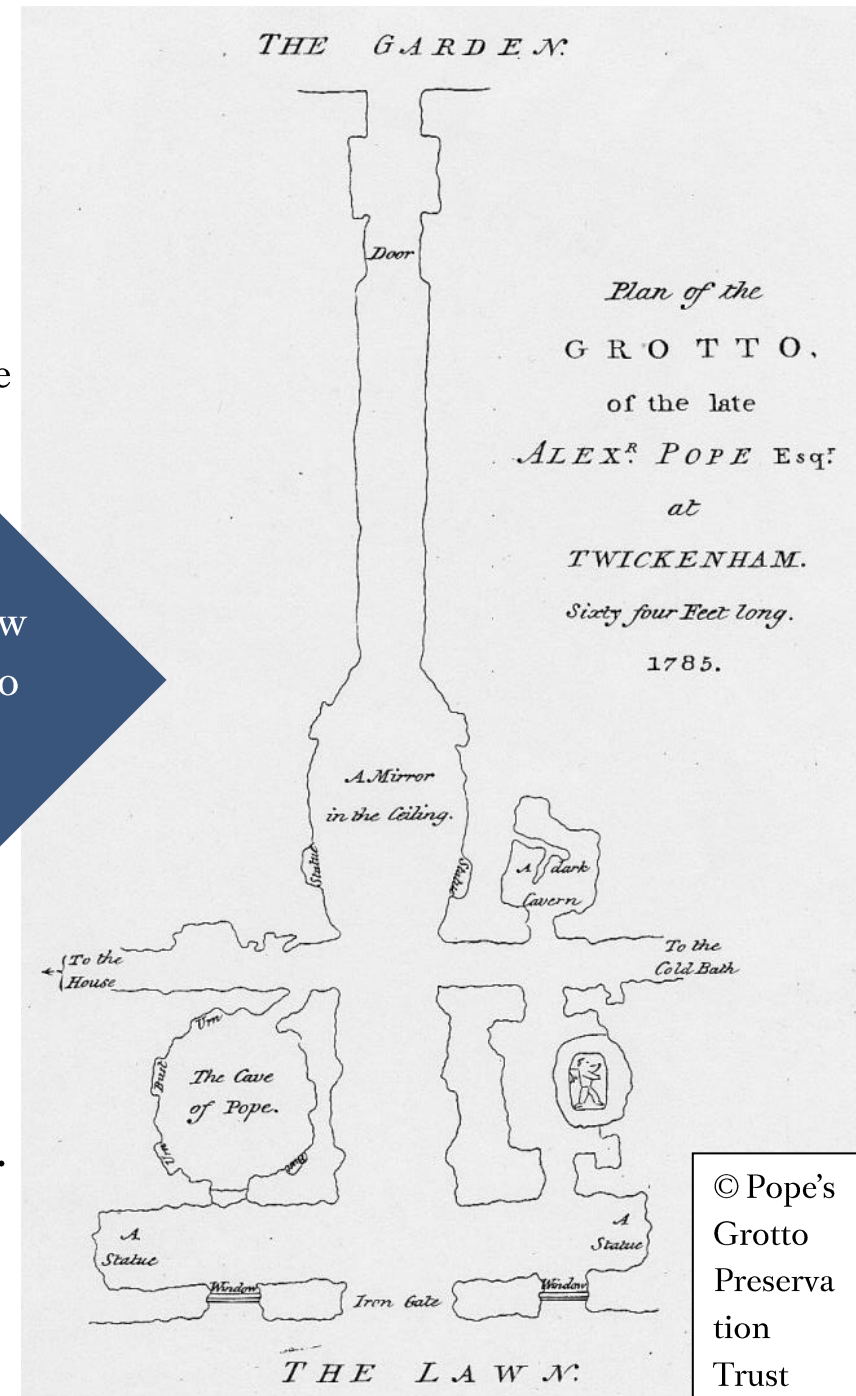 THE GARDEN.
Door
Plan of the
GROTTO,
of the late
ALEXR. POPE Esqr.
at
TWICKENHAM.
Sixty four Feet long.
1785.
e
w
o
A Mirror
in the Ceiling.
Statue
Statue
A dark
Cavern
To the
House
To the
Cold Bath
Urn
Bust
The Cave
of Pope.
Urn
Bust
.
A
Statue
A
Statue
Window
Iron Gate
Window
THE LAWN.
© Pope’s
Grotto
Preserva
tion
Trust